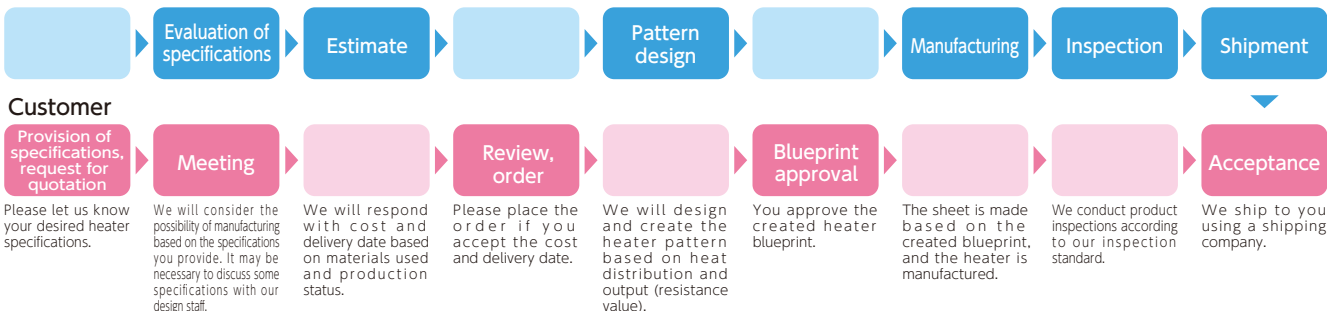 Evaluation of
specifications
Estimate
Pattern
design
Manufacturing
Inspection
Shipment
Customer
Provision of
specifications,
request for
quotation
Meeting
Review,
order
Blueprint
approval
Acceptance
Please let us know
your desired heater
specifications.
We will consider the
possibility of manufacturing
based on the specifications
you provide. It may be
necessary to discuss some
specifications with our
design staff.
We will respond
with cost and
delivery date based
on materials used
and production
status.
Please place the
order if you
accept the cost
and delivery date.
We will design
and create the
heater pattern
based on heat
distribution and
output (resistance
value).
You approve the
created heater
blueprint.
The sheet is made
based on the
created blueprint,
and the heater is
manufactured.
We conduct product
inspections according
to our inspection
standard.
We ship to you
using a shipping
company.